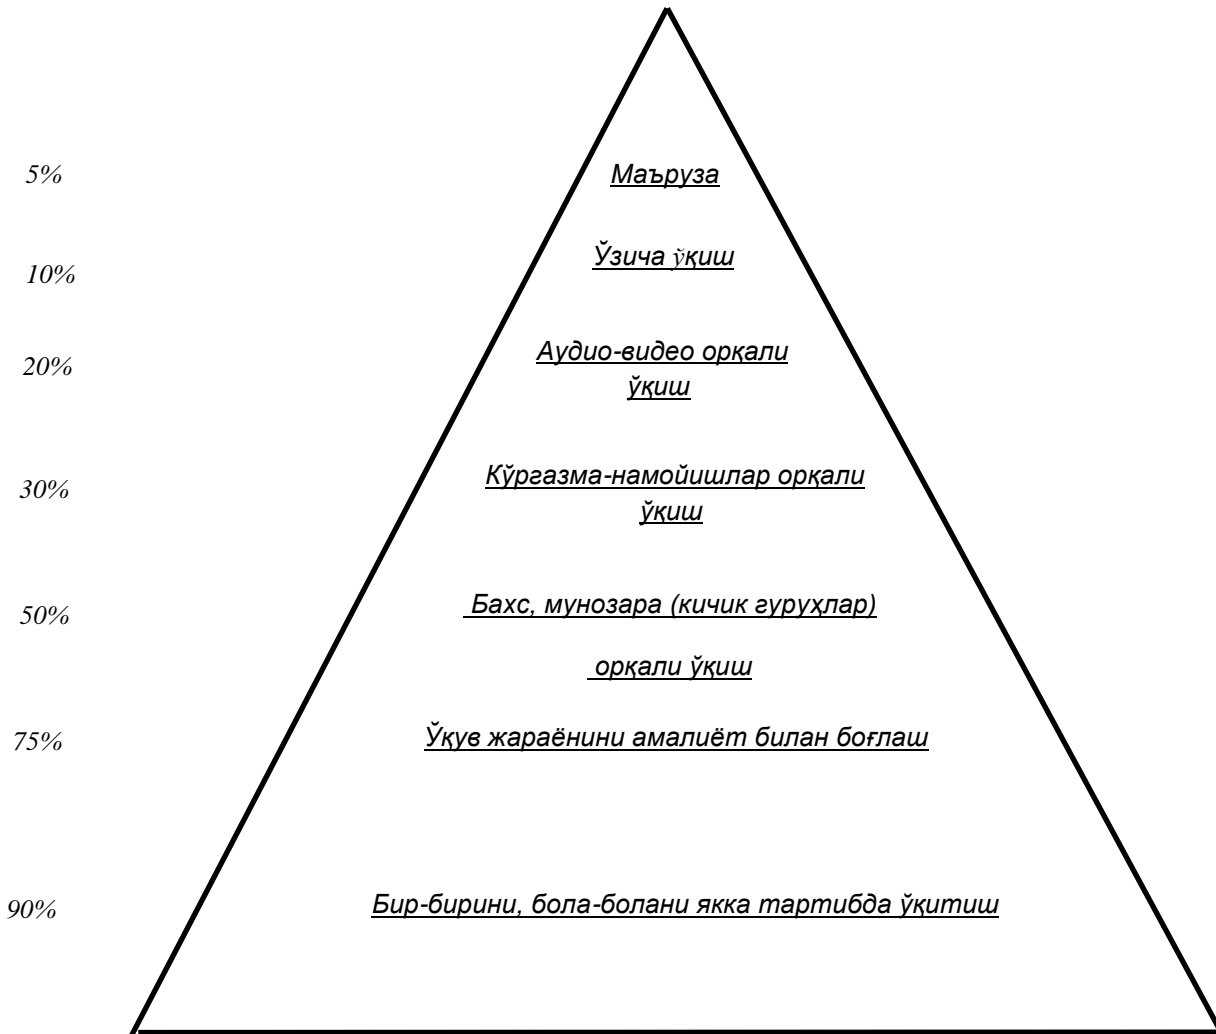 5% Маъруза
10% Ўзича ўқиш
20% Аудио-видео орқали
ўқиш
30% Кўргазма-намойишлар орқали
ўқиш
50% Бахс, мунозара (кичик гуруҳлар)
орқали ўқиш
75% Ўқув жараёнини амалиёт билан боғлаш
90% Бир-бирини, бола-болани якка тартибда ўқитиш